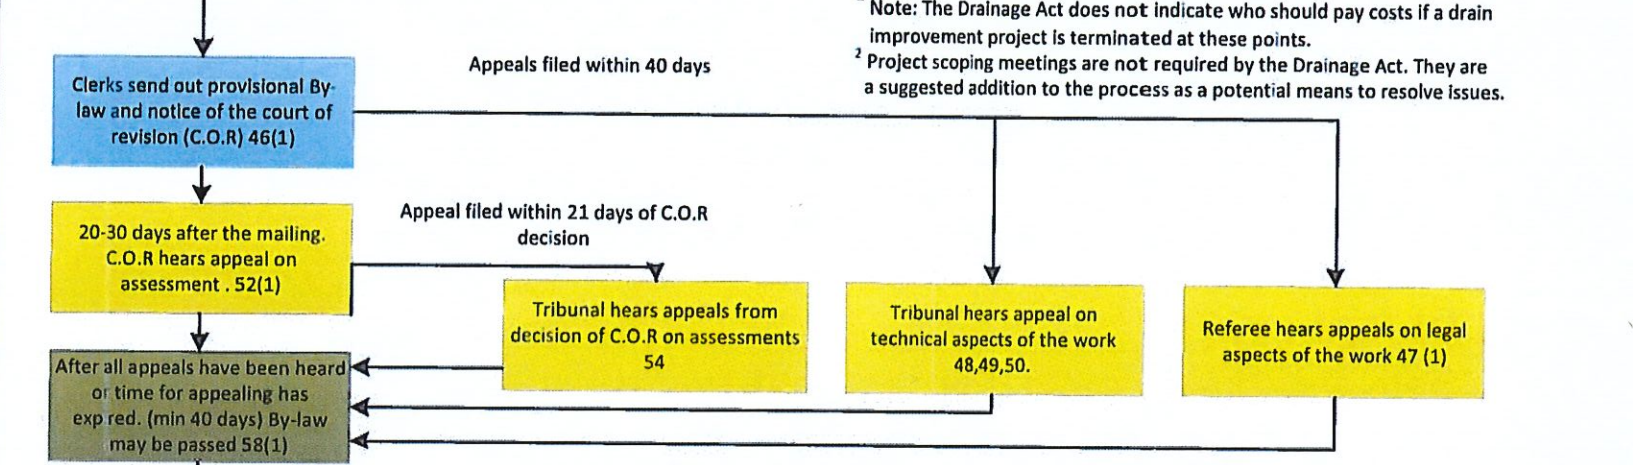 Note: The Drainage Act does not indicate who should pay costs if a drain
improvement project is terminated at these points.
2 Project scoping meetings are not required by the Drainage Act. They are
a suggested addition to the process as a potential means to resolve issues.
Appeals filed within 40 days
Clerks send out provisional By-
law and notice of the court of
revision (C.O.R) 46(1)
Appeal filed within 21 days of C.O.R
decision
20-30 days after the mailing.
C.O.R hears appeal on
assessment . 52(1)
Tribunal hears appeals from
decision of C.O.R on assessments
54
Tribunal hears appeal on
technical aspects of the work
48,49,50.
Referee hears appeals on legal
aspects of the work 47 (1)
After all appeals have been heard
or time for appealing has
expired. (min 40 days) By-law
may be passed 58(1)